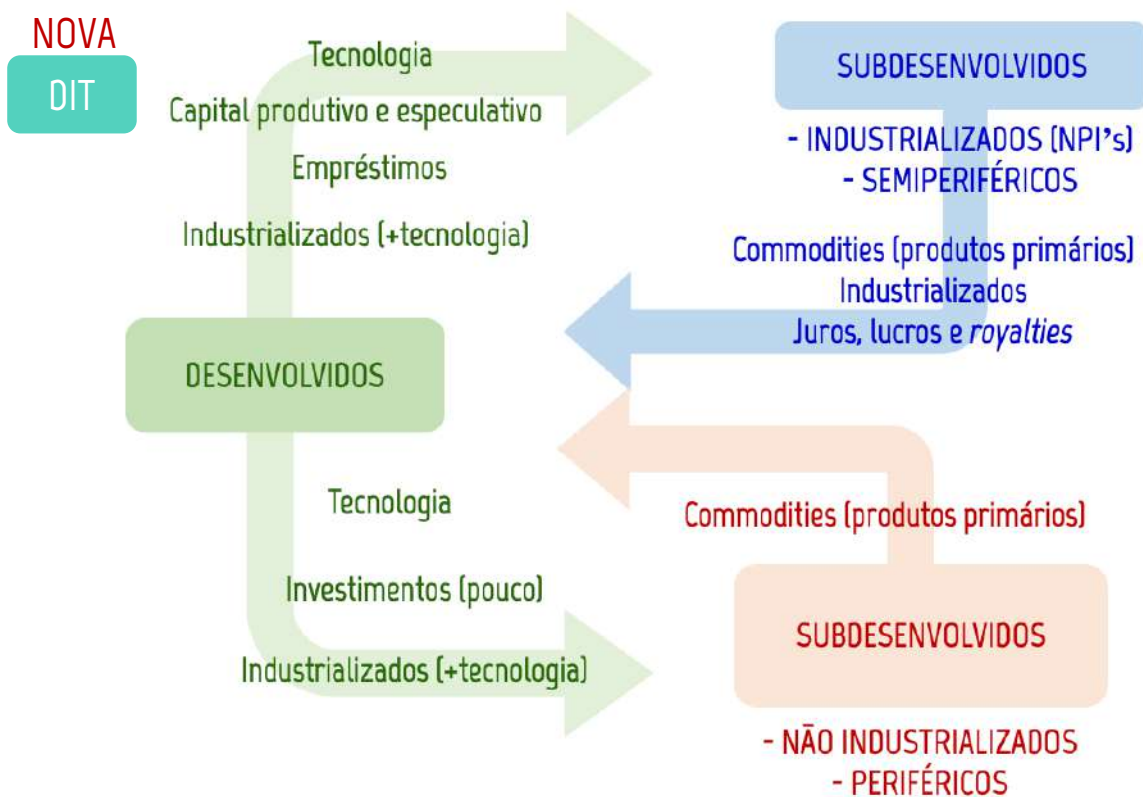 NOVA
DIT
Tecnologia
Capital produtivo e especulativo
Empréstimos
Industrializados (+tecnologia)
SUBDESENVOLVIDOS
- INDUSTRIALIZADOS (NPI's)
- SEMIPERIFÉRICOS
Commodities (produtos primários)
Industrializados
Juros, lucros e royalties
DESENVOLVIDOS
Tecnologia
Investimentos (pouco)
Industrializados (+tecnologia)
Commodities (produtos primários)
SUBDESENVOLVIDOS
- NÃO INDUSTRIALIZADOS
- PERIFÉRICOS